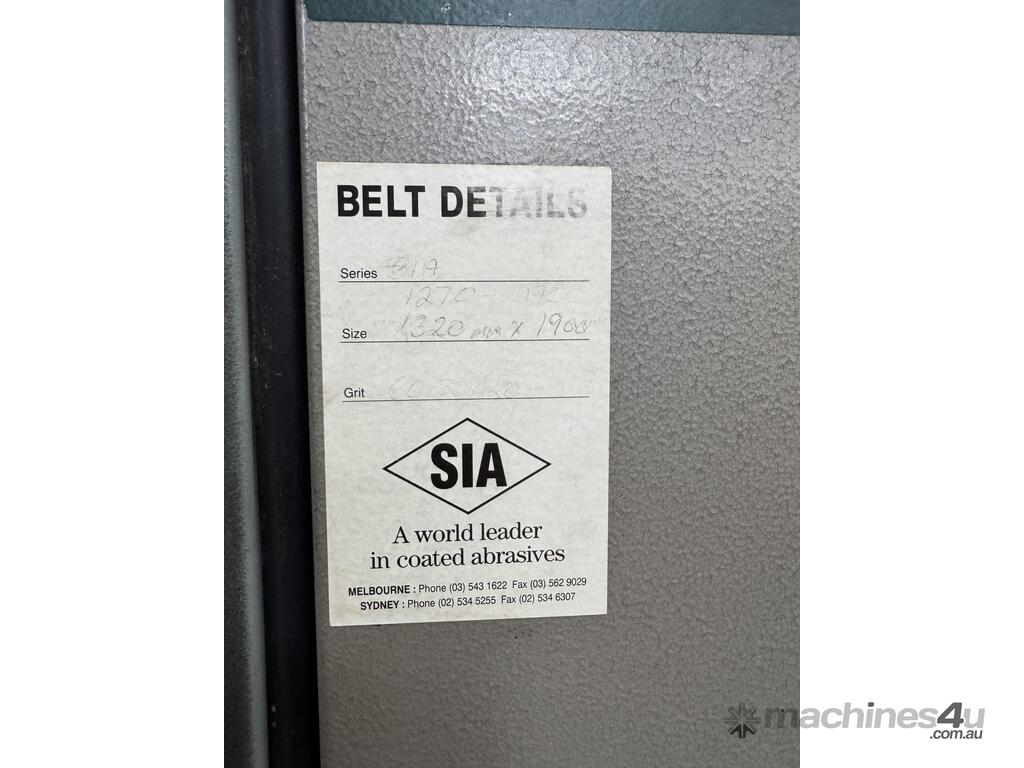 BELT DETAILS
Series
1270
Size 1320 mm x 1900
Grit 60
SIA
A world leader
in coated abrasives
MELBOURNE : Phone (03) 543 1622 Fax (03) 562 9029
SYDNEY : Phone (02) 534 5255 Fax (02) 534 6307
machines4u
.com.au